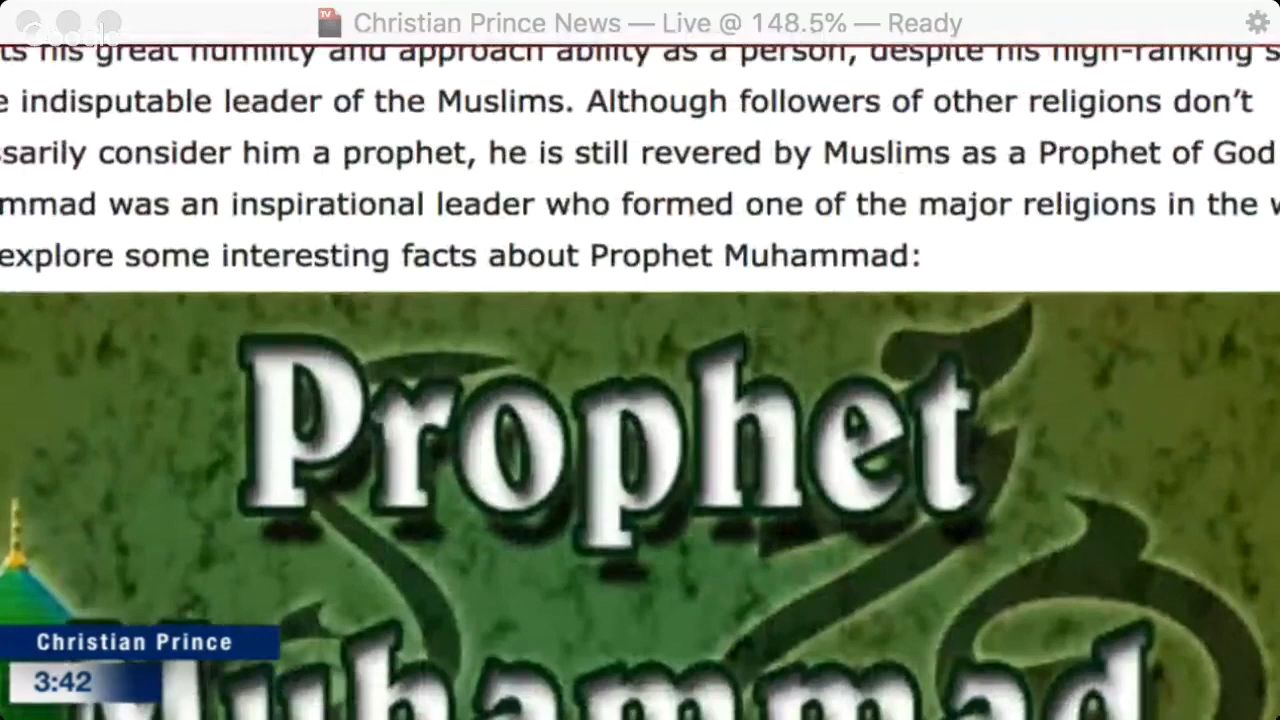 Christian Prince News — Live @ 148.5% — Ready
Google
ts his great humility and approach ability as a person, despite his high-ranking s
e indisputable leader of the Muslims. Although followers of other religions don’t
ssarily consider him a prophet, he is still revered by Muslims as a Prophet of God
mmad was an inspirational leader who formed one of the major religions in the w
explore some interesting facts about Prophet Muhammad:
Prophet
Muhammad
Christian Prince
3:42